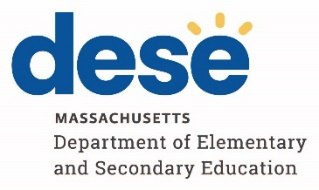 dese
MASSACHUSETTS
Department of Elementary
and Secondary Education